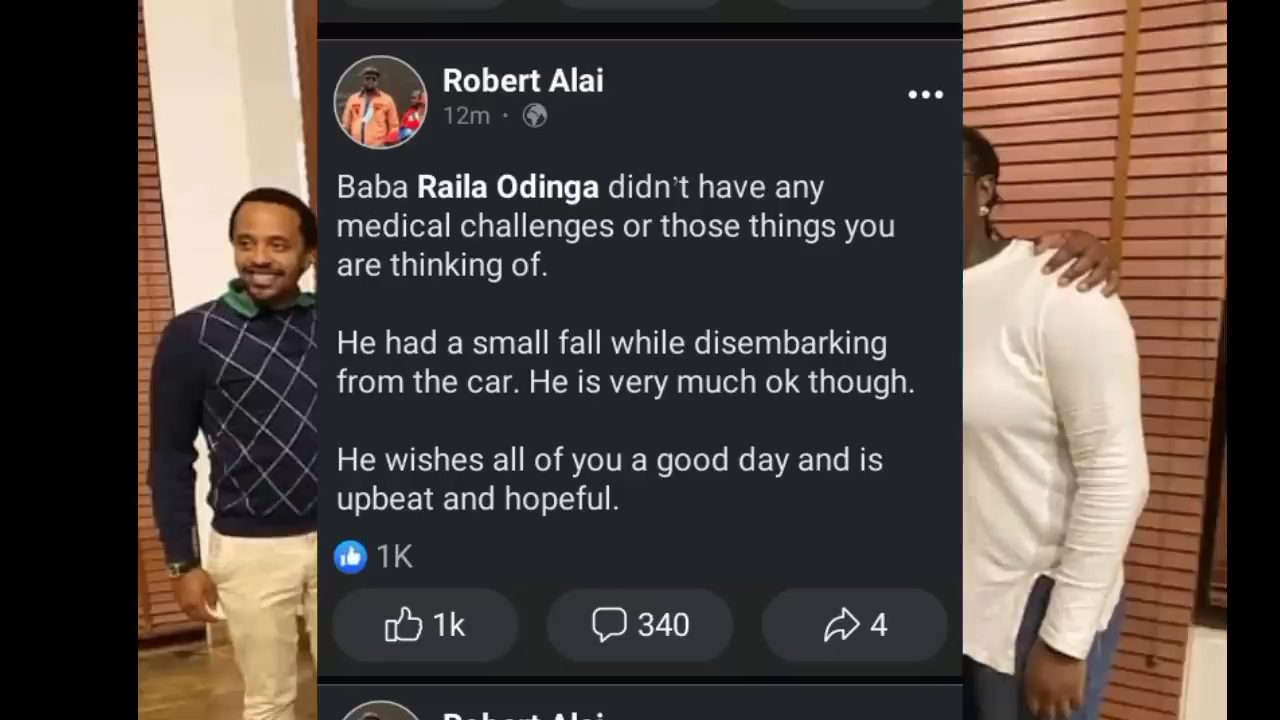 Robert Alai
12m ·
Baba Raila Odinga didn't have any
medical challenges or those things you
are thinking of.
He had a small fall while disembarking
from the car. He is very much ok though.
He wishes all of you a good day and is
upbeat and hopeful.
1K
1k 340 4
Robert Alai